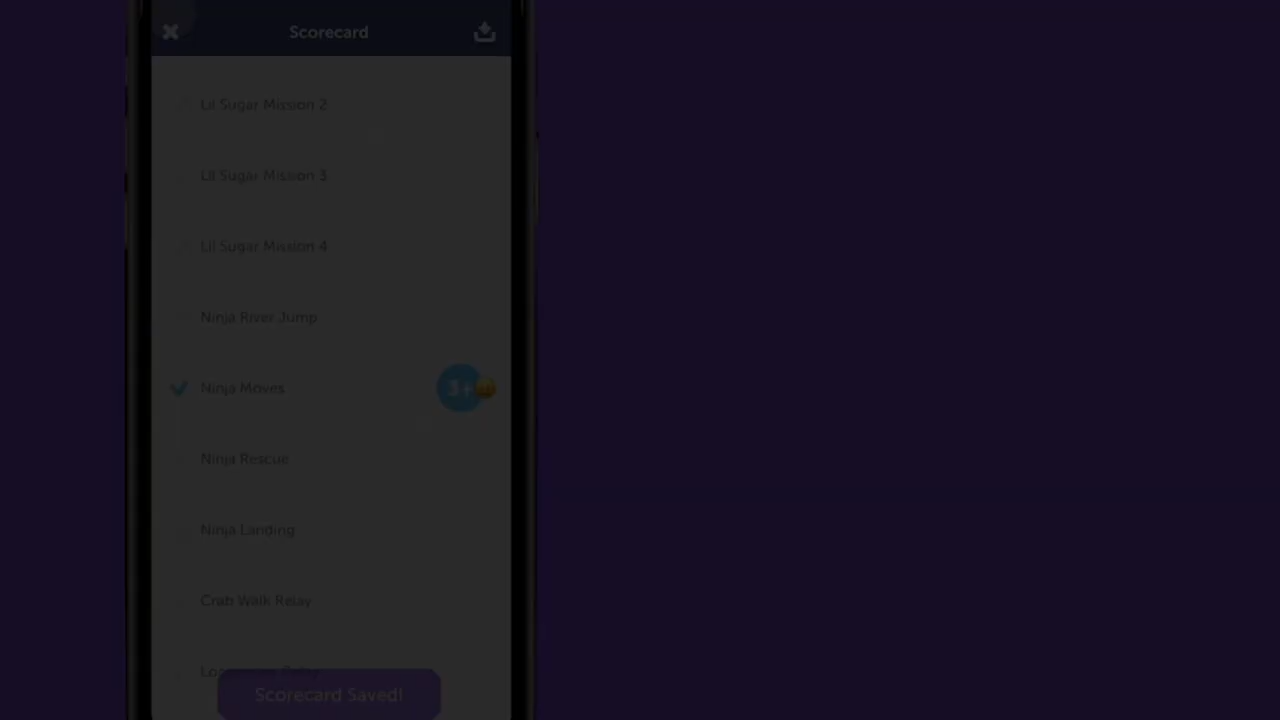 Scorecard
Lil Sugar Mission 2
Lil Sugar Mission 3
Lil Sugar Mission 4
Ninja River Jump
Ninja Moves
3+
Ninja Rescue
Ninja Landing
Crab Walk Relay
Scorecard Saved!